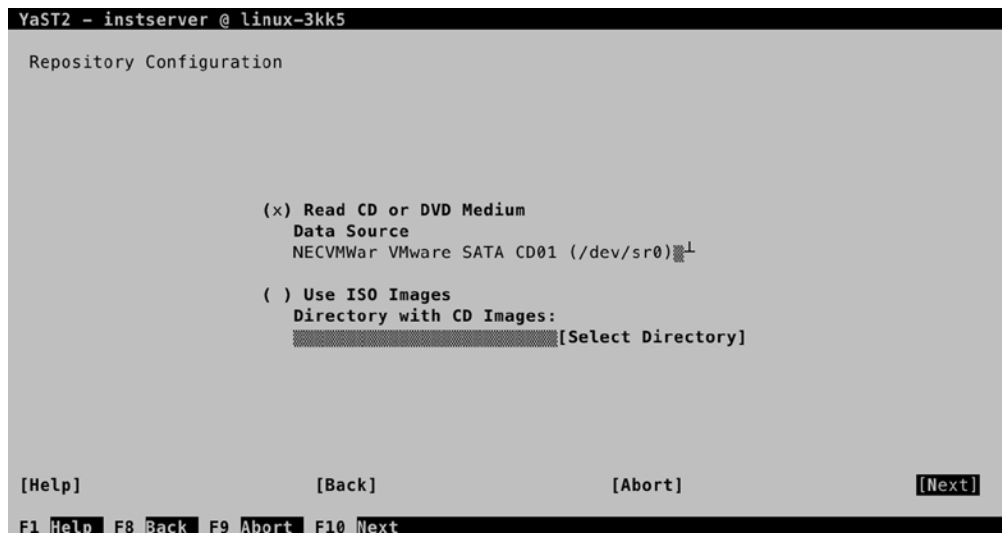 YaST2 – instserver @ linux–3kk5
Repository Configuration
(x) Read CD or DVD Medium
Data Source
NECVMWar VMware SATA CD01 (/dev/sr0)▒┴
( ) Use ISO Images
Directory with CD Images:
▒▒▒▒▒▒▒▒▒▒▒▒▒▒▒▒▒▒▒▒▒▒▒▒▒[Select Directory]
[Help] [Back] [Abort] [Next]
F1 Help F8 Back F9 Abort F10 Next